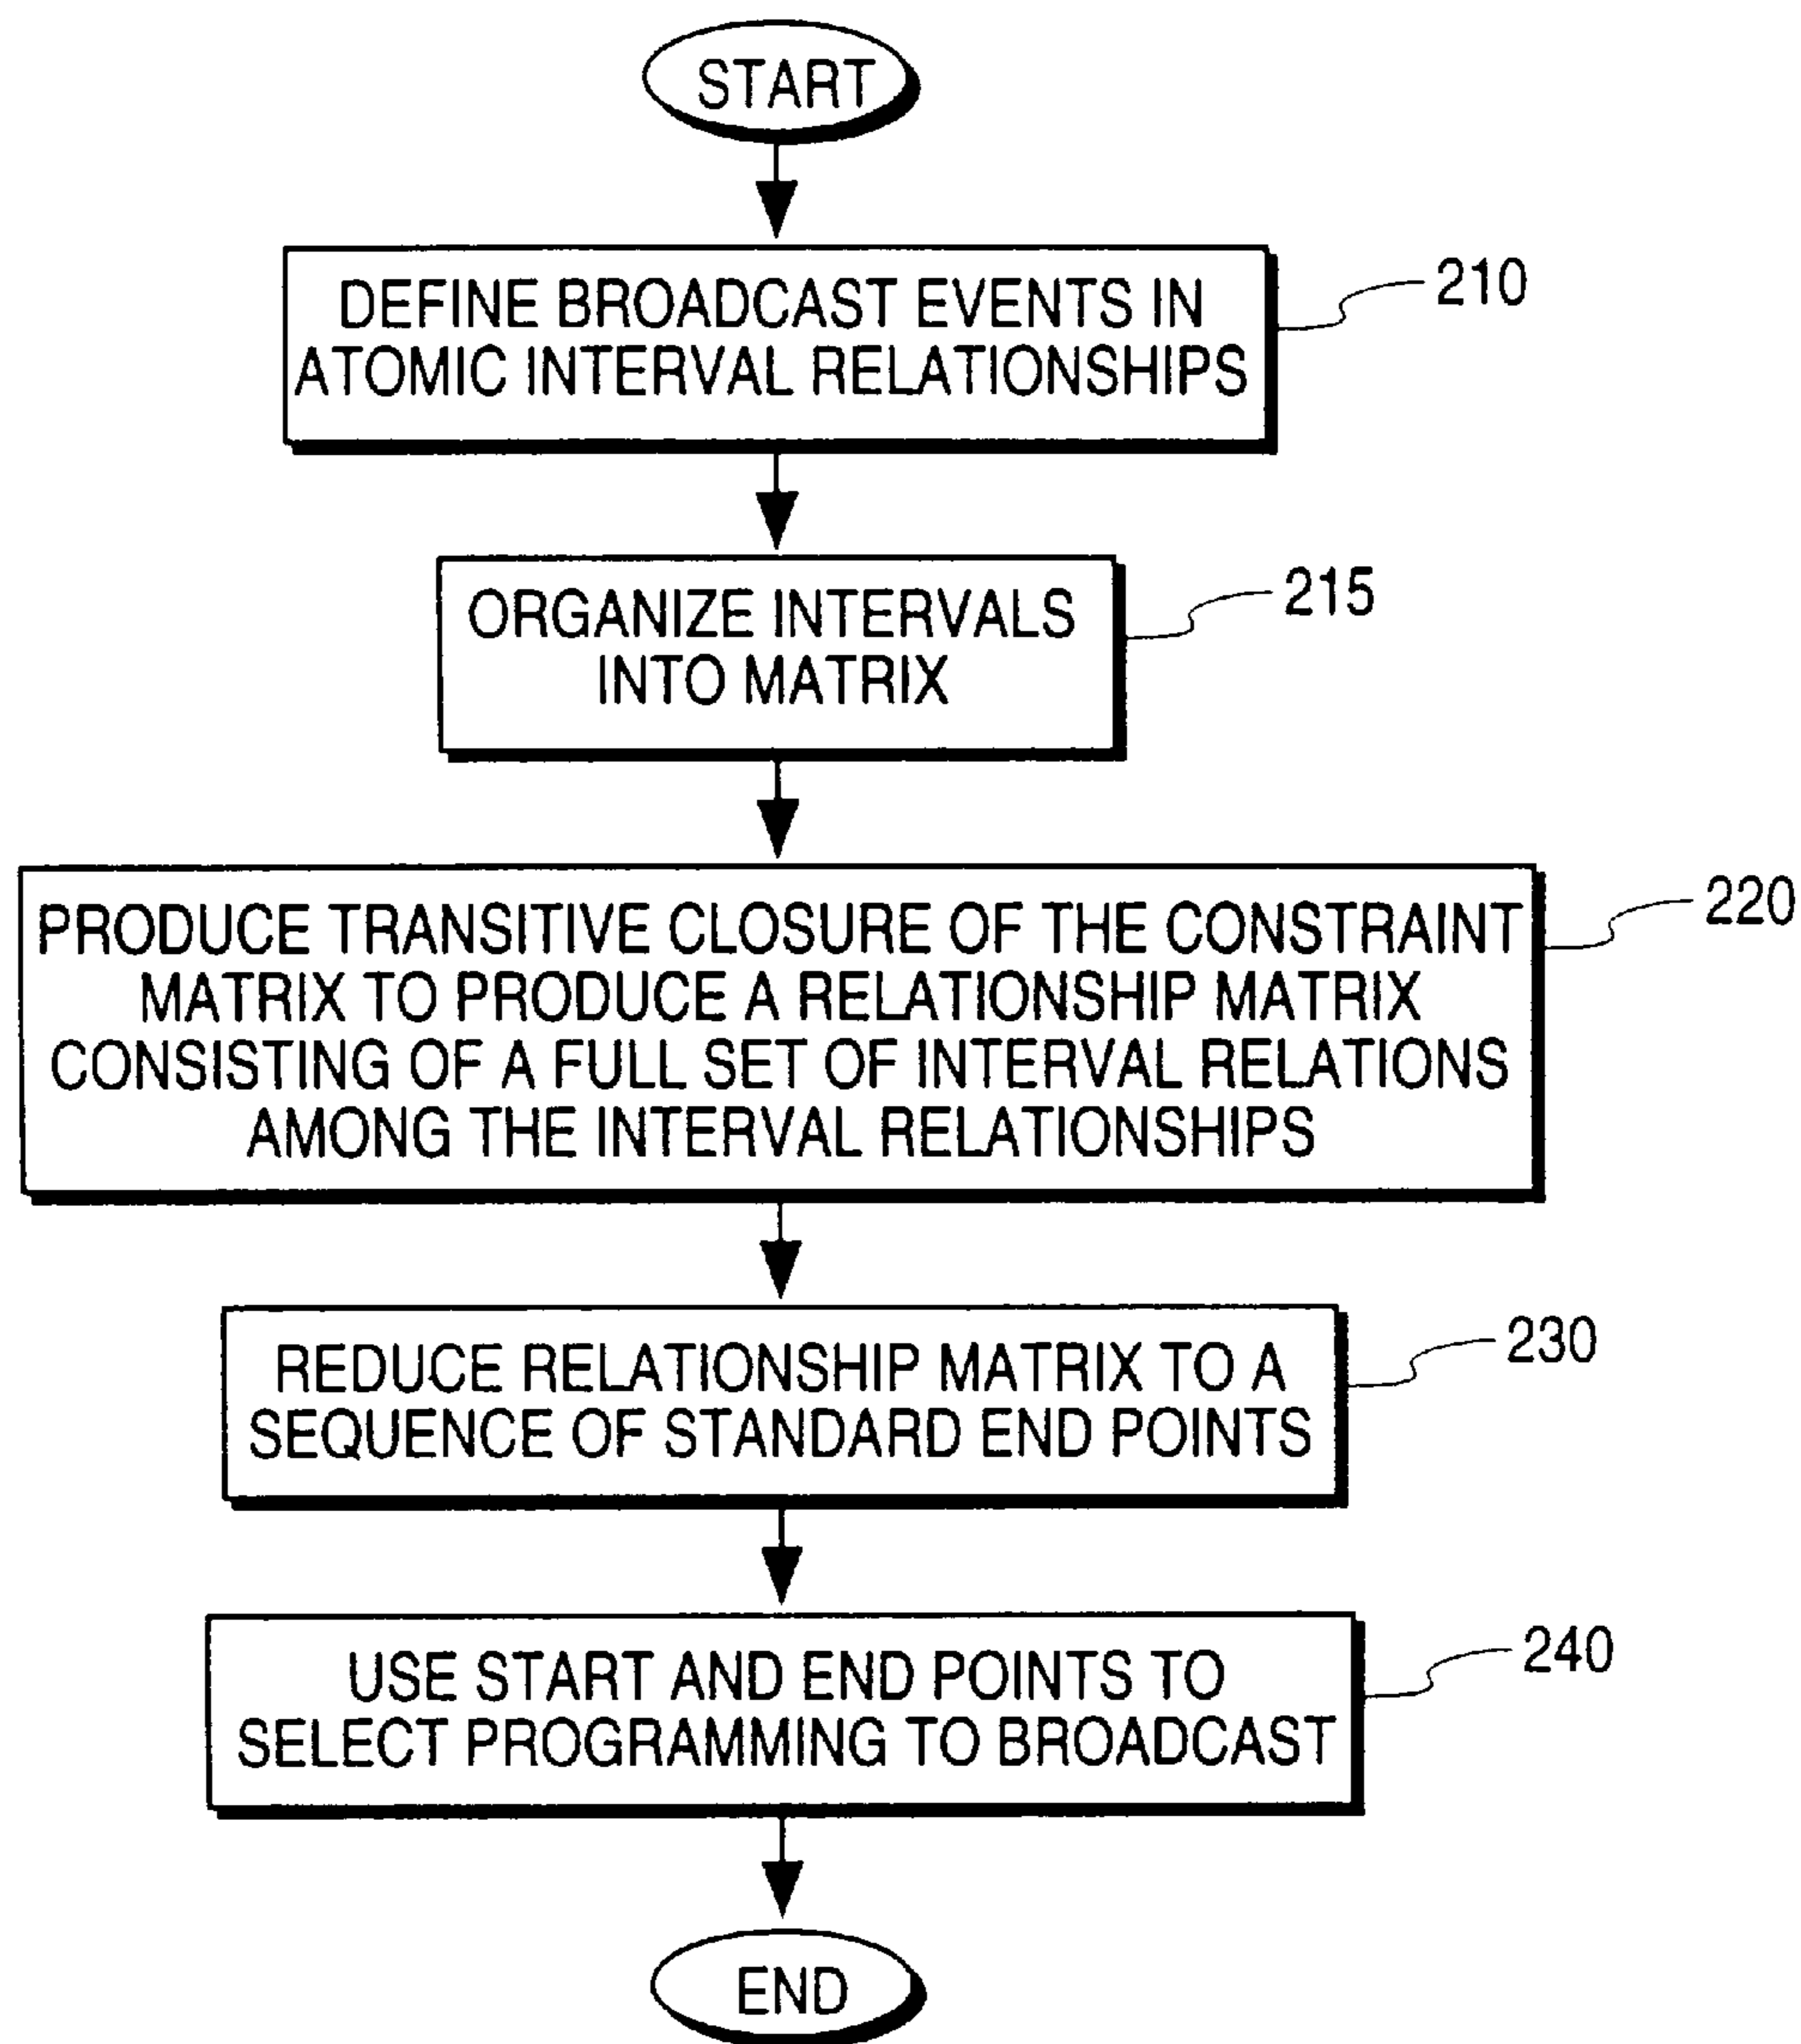 START
DEFINE BROADCAST EVENTS IN
ATOMIC INTERVAL RELATIONSHIPS
210
ORGANIZE INTERVALS
INTO MATRIX
215
PRODUCE TRANSITIVE CLOSURE OF THE CONSTRAINT
MATRIX TO PRODUCE A RELATIONSHIP MATRIX
CONSISTING OF A FULL SET OF INTERVAL RELATIONS
AMONG THE INTERVAL RELATIONSHIPS
220
REDUCE RELATIONSHIP MATRIX TO A
SEQUENCE OF STANDARD END POINTS
230
USE START AND END POINTS TO
SELECT PROGRAMMING TO BROADCAST
240
END